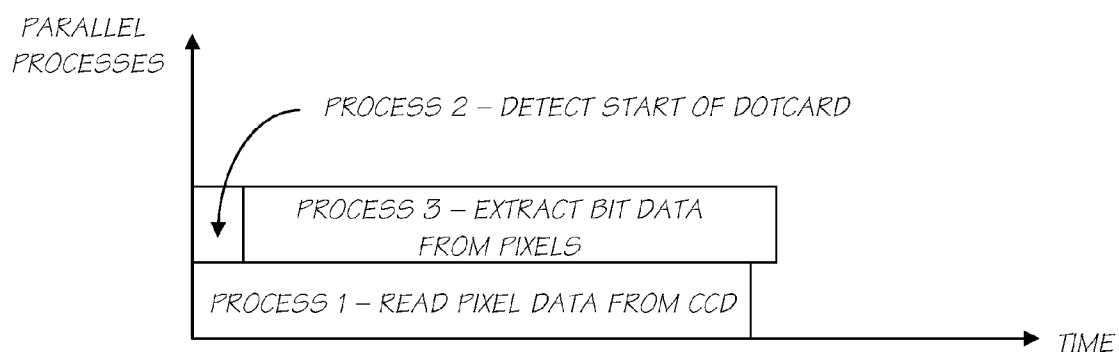 PARALLEL
PROCESSES
PROCESS 2 – DETECT START OF DOTCARD
PROCESS 3 – EXTRACT BIT DATA
FROM PIXELS
PROCESS 1 – READ PIXEL DATA FROM CCD
TIME